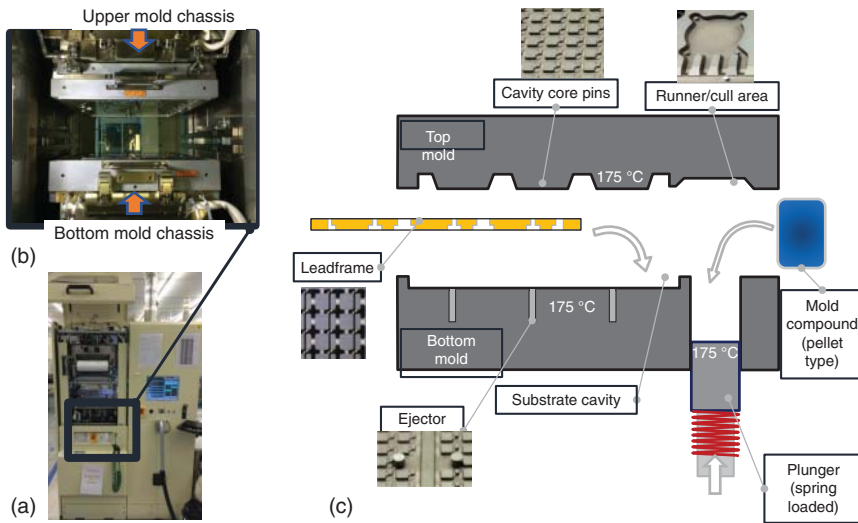 Upper mold chassis
Bottom mold chassis
(b)
(a)
Cavity core pins
Runner/cull area
Top
mold
175 °C
Leadframe
175 °C
Bottom
mold
175 °C
Mold
compound
(pellet
type)
Substrate cavity
Ejector
Plunger
(spring
loaded)
(c)